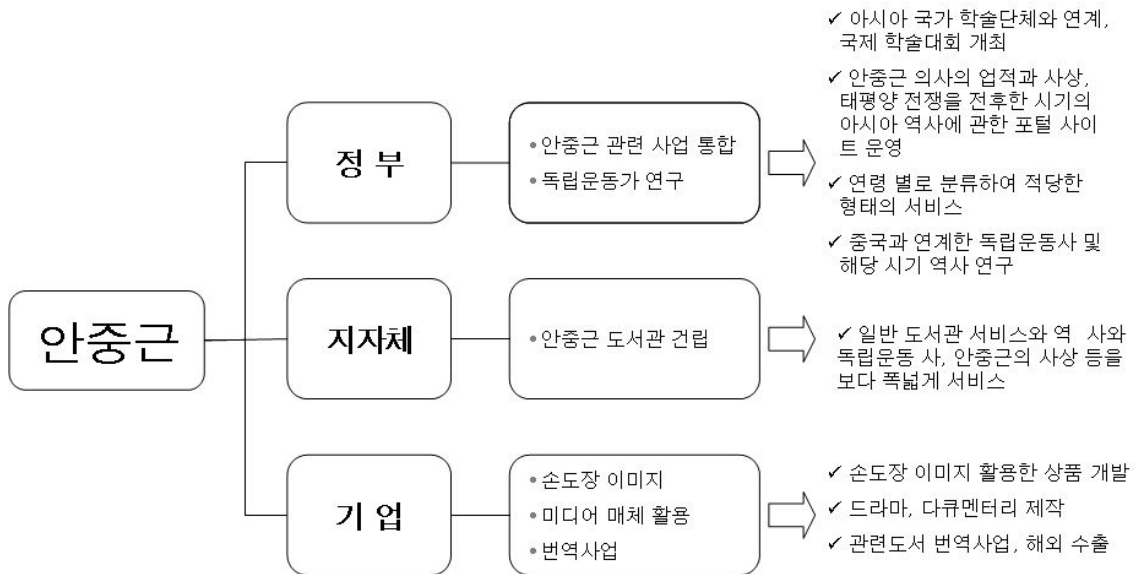 안중근
정 부
• 안중근 관련 사업 통합
• 독립운동가 연구
✓ 아시아 국가 학술단체와 연계,
국제 학술대회 개최
✓ 안중근 의사의 업적과 사상,
태평양 전쟁을 전후한 시기의
아시아 역사에 관한 포털 사이
트 운영
✓ 연령 별로 분류하여 적당한
형태의 서비스
✓ 중국과 연계한 독립운동사 및
해당 시기 역사 연구
지자체
• 안중근 도서관 건립
✓ 일반 도서관 서비스와 역 사와
독립운동 사, 안중근의 사상 등을
보다 폭넓게 서비스
기 업
• 손도장 이미지
• 미디어 매체 활용
• 번역사업
✓ 손도장 이미지 활용한 상품 개발
✓ 드라마, 다큐멘터리 제작
✓ 관련도서 번역사업, 해외 수출